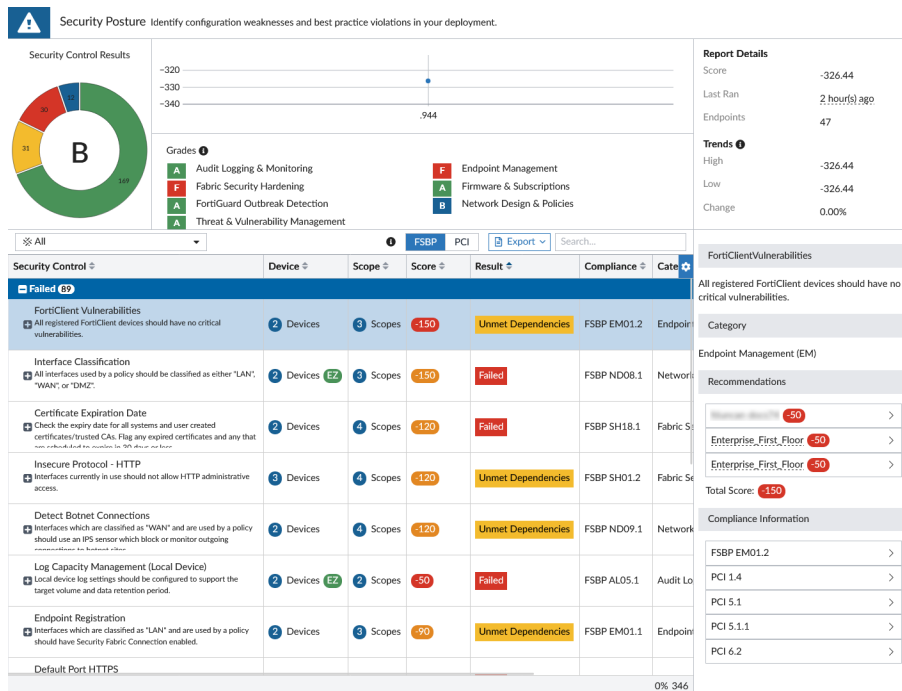 Security Posture Identify configuration weaknesses and best practice violations in your deployment.
Security Control Results
12
30
31
169
B
-320
-330
-340
.944
Grades
A Audit Logging & Monitoring
F Fabric Security Hardening
A FortiGuard Outbreak Detection
A Threat & Vulnerability Management
F Endpoint Management
A Firmware & Subscriptions
B Network Design & Policies
Report Details
Score -326.44
Last Ran 2 hour(s) ago
Endpoints 47
Trends
High -326.44
Low -326.44
Change 0.00%
All
FSBP PCI Export Search...
Security Control Device Scope Score Result Compliance Cate
Failed 89
FortiClient Vulnerabilities
All registered FortiClient devices should have no critical
vulnerabilities.
2 Devices 3 Scopes -150 Unmet Dependencies FSBP EM01.2 Endpoin
Interface Classification
All interfaces used by a policy should be classified as either "LAN",
"WAN", or "DMZ".
2 Devices EZ 3 Scopes -150 Failed FSBP ND08.1 Network
Certificate Expiration Date
Check the expiry date for all systems and user created
certificates/trusted CAs. Flag any expired certificates and any that
are scheduled to expire in 30 days or less.
2 Devices 4 Scopes -120 Failed FSBP SH18.1 Fabric S
Insecure Protocol - HTTP
Interfaces currently in use should not allow HTTP administrative
access.
3 Devices 4 Scopes -120 Unmet Dependencies FSBP SH01.2 Fabric Se
Detect Botnet Connections
Interfaces which are classified as "WAN" and are used by a policy
should use an IPS sensor which block or monitor outgoing
connections to botnet sites.
2 Devices 4 Scopes -120 Unmet Dependencies FSBP ND09.1 Network
Log Capacity Management (Local Device)
Local device log settings should be configured to support the
target volume and data retention period.
2 Devices EZ 2 Scopes -50 Failed FSBP AL05.1 Audit Lo
Endpoint Registration
Interfaces which are classified as "LAN" and are used by a policy
should have Security Fabric Connection enabled.
2 Devices 3 Scopes -90 Unmet Dependencies FSBP EM01.1 Endpoin
Default Port HTTPS
0% 346
FortiClientVulnerabilities
All registered FortiClient devices should have no
critical vulnerabilities.
Category
Endpoint Management (EM)
Recommendations
-50
Enterprise_First_Floor -50
Enterprise_First_Floor -50
Total Score: -150
Compliance Information
FSBP EM01.2
PCI 1.4
PCI 5.1
PCI 5.1.1
PCI 6.2